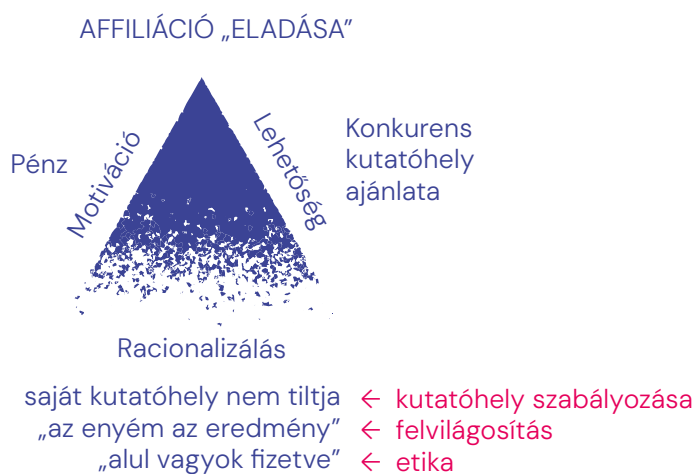 AFFILIÁCIÓ „ELADÁSA”
Pénz
Motiváció
Lehetőség
Konkurens
kutatóhely
ajánlata
Racionalizálás
saját kutatóhely nem tiltja ← kutatóhely szabályozása
„az enyém az eredmény” ← felvilágosítás
„alul vagyok fizetve” ← etika